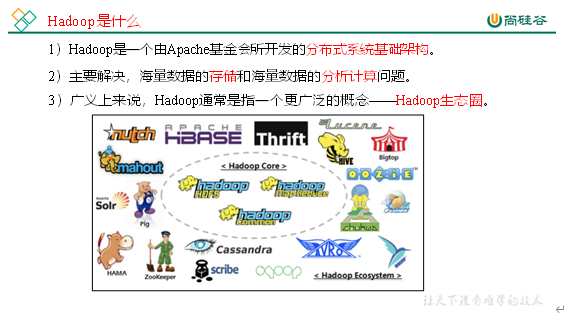 Hadoop是什么
尚硅谷
1）Hadoop是一个由Apache基金会所开发的分布式系统基础架构。
2）主要解决，海量数据的存储和海量数据的分析计算问题。
3）广义上来说，Hadoop通常是指一个更广泛的概念——Hadoop生态圈。
nutch
APACHE
HBASE
Thrift
Lucene
HIVE
Bigtop
mahout
< Hadoop Core >
OOZIE
Apache
Solr
Pig
hadoop
HDFS
hadoop
MapReduce
hadoop
Common
chukwa
HAMA
ZooKeeper
Cassandra
scribe
AVRO
sqoop
< Hadoop Ecosystem >
让天下没有难学的技术